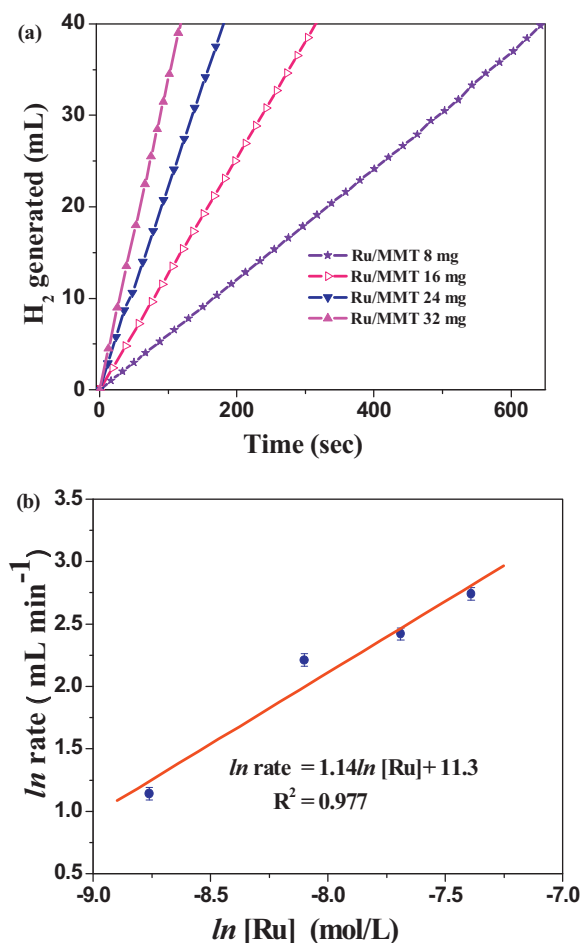 (a)
40
30
20
10
0
H₂ generated (mL)
Ru/MMT 8 mg
Ru/MMT 16 mg
Ru/MMT 24 mg
Ru/MMT 32 mg
0 200 400 600
Time (sec)
(b)
3.5
3.0
2.5
2.0
1.5
1.0
0.5
ln rate ( mL min⁻¹)
ln rate = 1.14ln [Ru]+ 11.3
R² = 0.977
-9.0 -8.5 -8.0 -7.5 -7.0
ln [Ru] (mol/L)